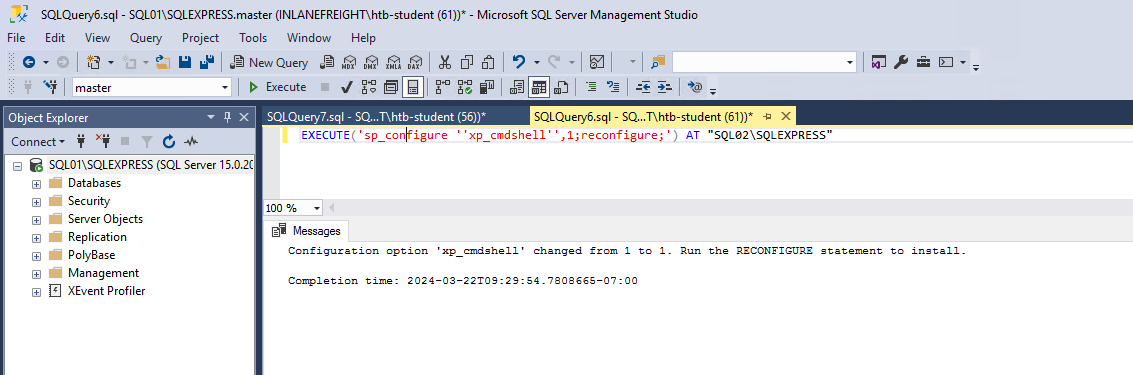 SQLQuery6.sql - SQL01\SQLEXPRESS.master (INLANEFREIGHT\htb-student (61))* - Microsoft SQL Server Management Studio
File Edit View Query Project Tools Window Help
New Query MDX DMX XMLA DAX
master Execute
Object Explorer
SQLQuery7.sql - SQ...T\htb-student (56))*
SQLQuery6.sql - SQ...T\htb-student (61))*
Connect
SQL01\SQLEXPRESS (SQL Server 15.0.20
Databases
Security
Server Objects
Replication
PolyBase
Management
XEvent Profiler
EXECUTE('sp_configure ''xp_cmdshell'',1;reconfigure;') AT "SQL02\SQLEXPRESS"
100 %
Messages
Configuration option 'xp_cmdshell' changed from 1 to 1. Run the RECONFIGURE statement to install.
Completion time: 2024-03-22T09:29:54.7808665-07:00